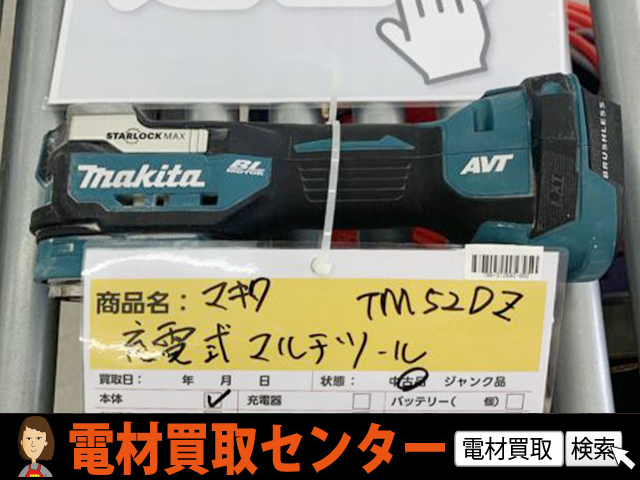 STARLOCK MAX
makita
BL MOTOR
AVT
LXT
BRUSHLESS
商品名：マキタ TM52DZ
充電式マルチツール
買取日： 年 月 日 状態： 中古品 ジャンク品
本体 ✓ 充電器 バッテリー（ 個）
電材買取センター
電材買取 検索